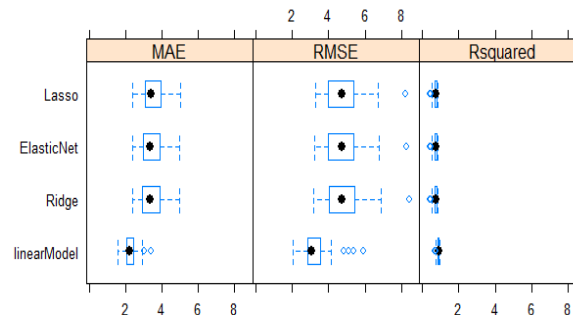 2 4 6 8
MAE RMSE Rsquared
Lasso
ElasticNet
Ridge
linearModel
2 4 6 8 2 4 6 8